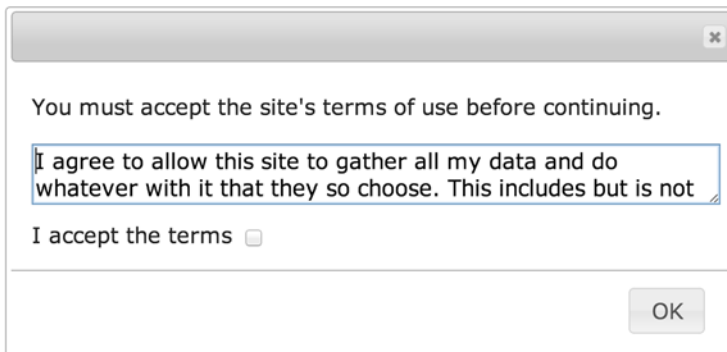 You must accept the site's terms of use before continuing.
I agree to allow this site to gather all my data and do
whatever with it that they so choose. This includes but is not
I accept the terms
OK